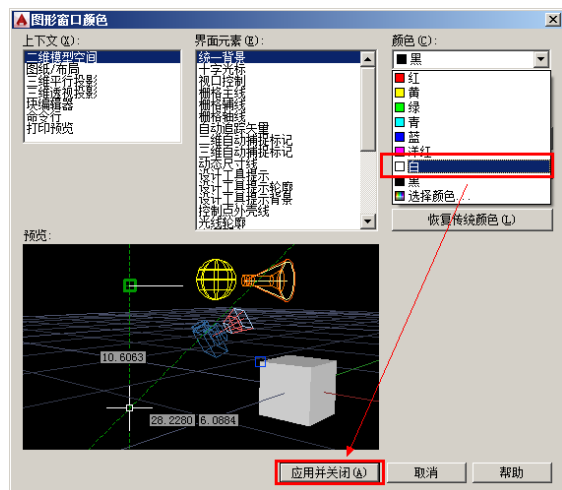 图形窗口颜色
上下文(X):
二维模型空间
图纸/布局
三维平行投影
三维透视投影
块编辑器
命令行
打印预览
界面元素(E):
统一背景
十字光标
视口控制
栅格主线
栅格辅线
栅格轴线
自动追踪矢量
二维自动捕捉标记
三维自动捕捉标记
动态尺寸线
设计工具提示
设计工具提示轮廓
设计工具提示背景
控制点外壳线
光线轮廓
颜色(C):
黑
红
黄
绿
青
蓝
洋红
白
黑
选择颜色...
恢复传统颜色(L)
预览:
10.6063
28.2280
6.0884
应用并关闭(A)
取消
帮助